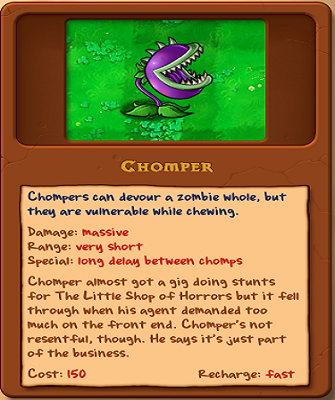 Chomper
Chompers can devour a zombie whole, but
they are vulnerable while chewing.
Damage: massive
Range: very short
Special: long delay between chomps
Chomper almost got a gig doing stunts
for The Little Shop of Horrors but it fell
through when his agent demanded too
much on the front end. Chomper's not
resentful, though. He says it's just part
of the business.
Cost: 150 Recharge: fast